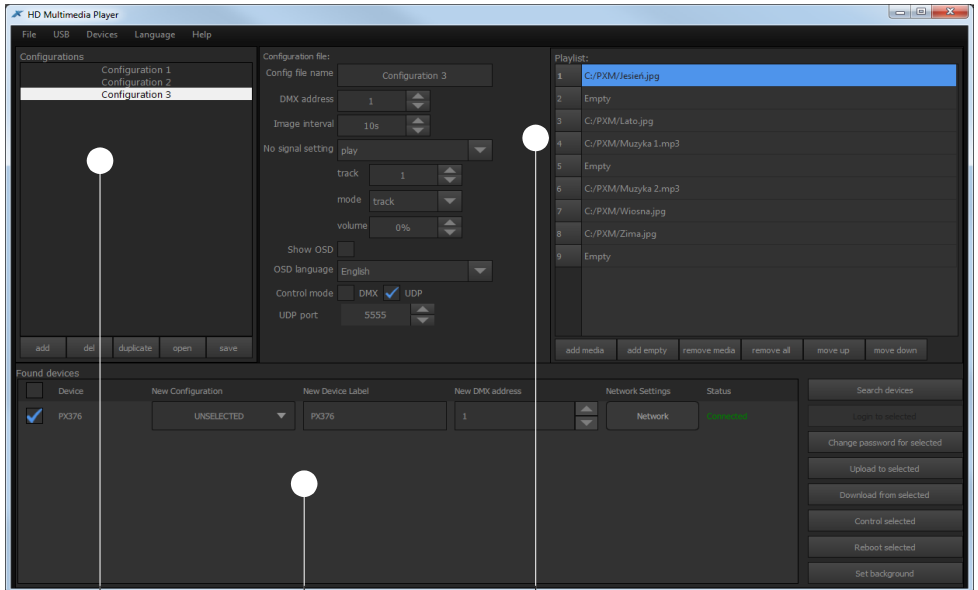 HD Multimedia Player
File USB Devices Language Help
Configurations
Configuration 1
Configuration 2
Configuration 3
add del duplicate open save
Configuration file:
Config file name Configuration 3
DMX address 1
Image interval 10s
No signal setting play
track 1
mode track
volume 0%
Show OSD
OSD language English
Control mode DMX UDP
UDP port 5555
Playlist:
1 C:/PXM/Jesień.jpg
2 Empty
3 C:/PXM/Lato.jpg
4 C:/PXM/Muzyka 1.mp3
5 Empty
6 C:/PXM/Muzyka 2.mp3
7 C:/PXM/Wiosna.jpg
8 C:/PXM/Zima.jpg
9 Empty
add media add empty remove media remove all move up move down
Found devices
Device New Configuration New Device Label New DMX address Network Settings Status
PX376 UNSELECTED PX376 1 Network Connected
Search devices
Login to selected
Change password for selected
Upload to selected
Download from selected
Control selected
Reboot selected
Set background